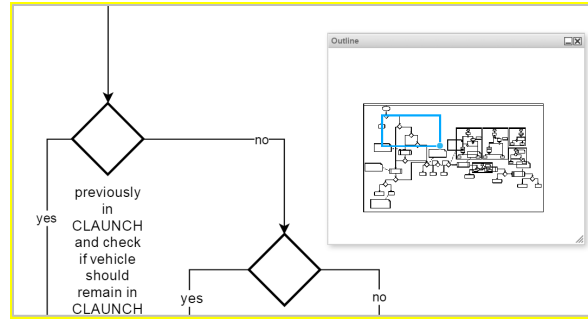 Outline
no
previously
in
CLAUNCH
and check
if vehicle
should
remain in
CLAUNCH
yes
yes
no